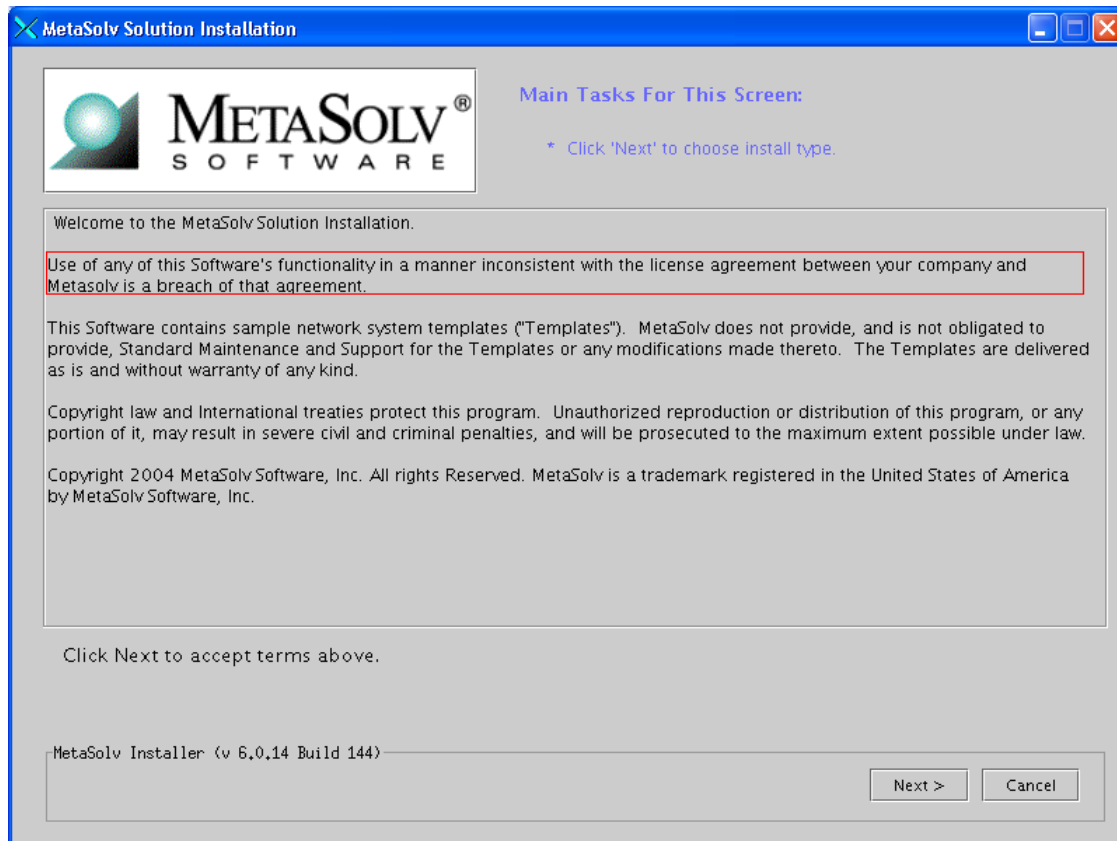 MetaSolv Solution Installation
METASOLV®
SOFTWARE
Main Tasks For This Screen:
* Click 'Next' to choose install type.
Welcome to the MetaSolv Solution Installation.
Use of any of this Software's functionality in a manner inconsistent with the license agreement between your company and
Metasolv is a breach of that agreement.
This Software contains sample network system templates ("Templates"). MetaSolv does not provide, and is not obligated to
provide, Standard Maintenance and Support for the Templates or any modifications made thereto. The Templates are delivered
as is and without warranty of any kind.
Copyright law and International treaties protect this program. Unauthorized reproduction or distribution of this program, or any
portion of it, may result in severe civil and criminal penalties, and will be prosecuted to the maximum extent possible under law.
Copyright 2004 MetaSolv Software, Inc. All rights Reserved. MetaSolv is a trademark registered in the United States of America
by MetaSolv Software, Inc.
Click Next to accept terms above.
MetaSolv Installer (v 6.0.14 Build 144)
Next >
Cancel